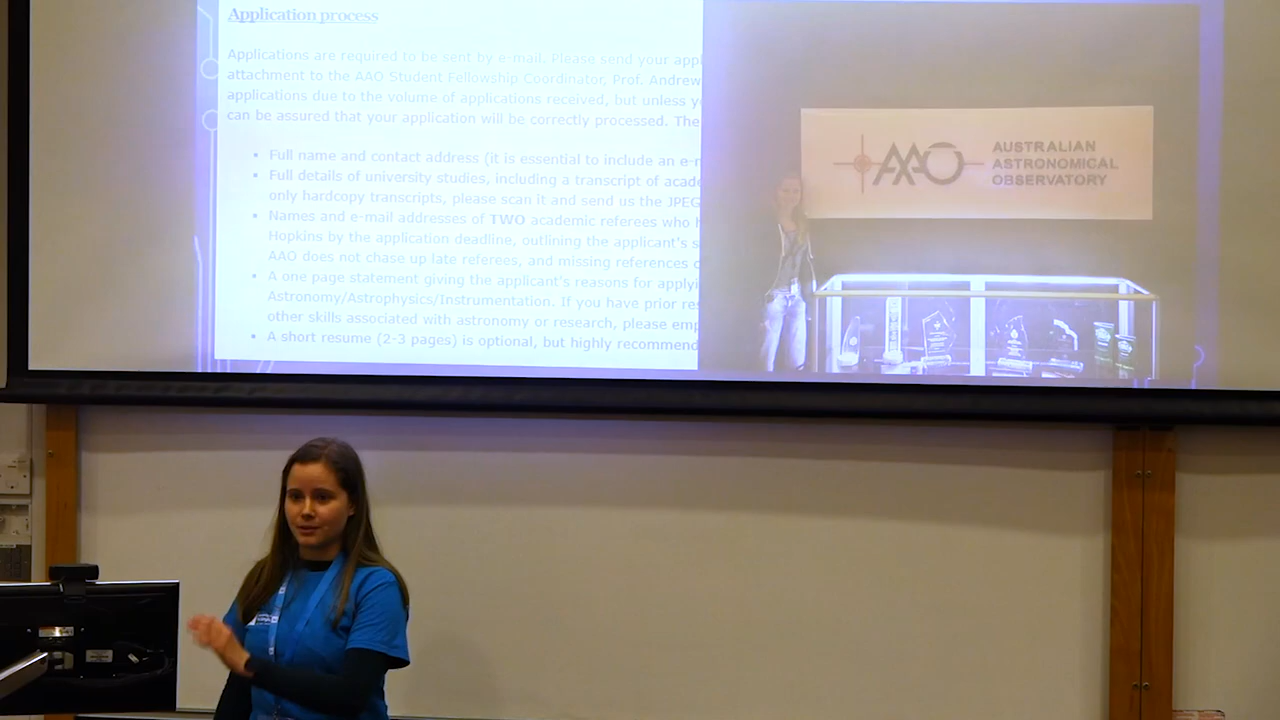 Application process
Applications are required to be sent by e-mail. Please send your appl
attachment to the AAO Student Fellowship Coordinator, Prof. Andrew
applications due to the volume of applications received, but unless y
can be assured that your application will be correctly processed. The
• Full name and contact address (it is essential to include an e-m
• Full details of university studies, including a transcript of acade
only hardcopy transcripts, please scan it and send us the JPEG
• Names and e-mail addresses of TWO academic referees who h
Hopkins by the application deadline, outlining the applicant's s
AAO does not chase up late referees, and missing references c
• A one page statement giving the applicant's reasons for applyi
Astronomy/Astrophysics/Instrumentation. If you have prior res
other skills associated with astronomy or research, please emp
• A short resume (2-3 pages) is optional, but highly recommend
AAO
AUSTRALIAN
ASTRONOMICAL
OBSERVATORY